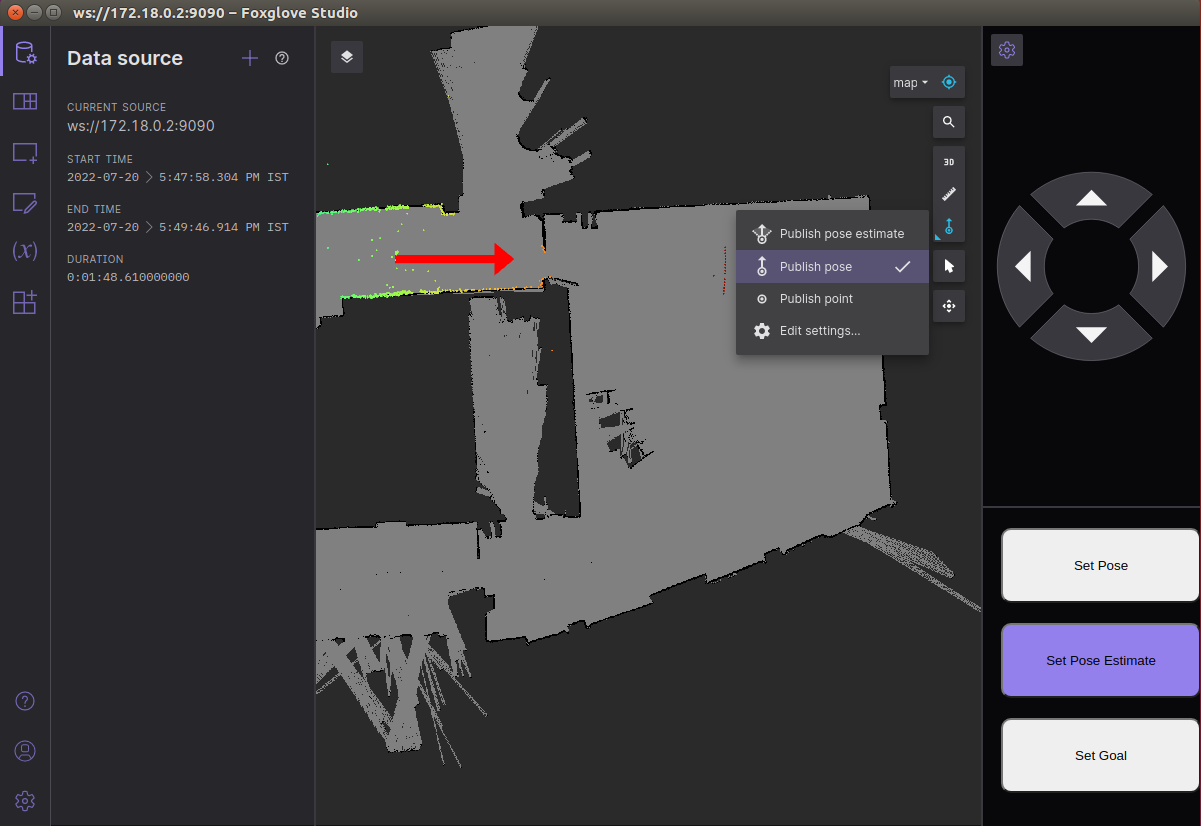 ws://172.18.0.2:9090 – Foxglove Studio
Data source
CURRENT SOURCE
ws://172.18.0.2:9090
START TIME
2022-07-20 > 5:47:58.304 PM IST
END TIME
2022-07-20 > 5:49:46.914 PM IST
DURATION
0:01:48.610000000
(x)
map
3D
Publish pose estimate
Publish pose
Publish point
Edit settings...
Set Pose
Set Pose Estimate
Set Goal